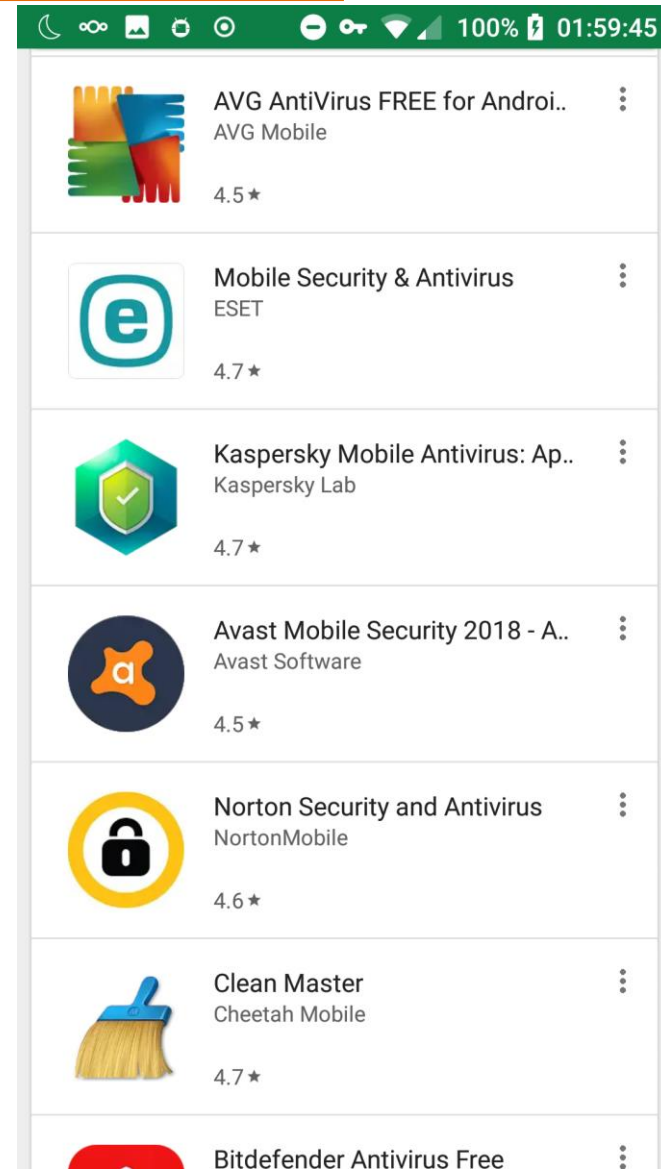 100% 01:59:45
AVG AntiVirus FREE for Androi..
AVG Mobile
4.5★
Mobile Security & Antivirus
ESET
4.7★
Kaspersky Mobile Antivirus: Ap..
Kaspersky Lab
4.7★
Avast Mobile Security 2018 - A..
Avast Software
4.5★
Norton Security and Antivirus
NortonMobile
4.6★
Clean Master
Cheetah Mobile
4.7★
Bitdefender Antivirus Free